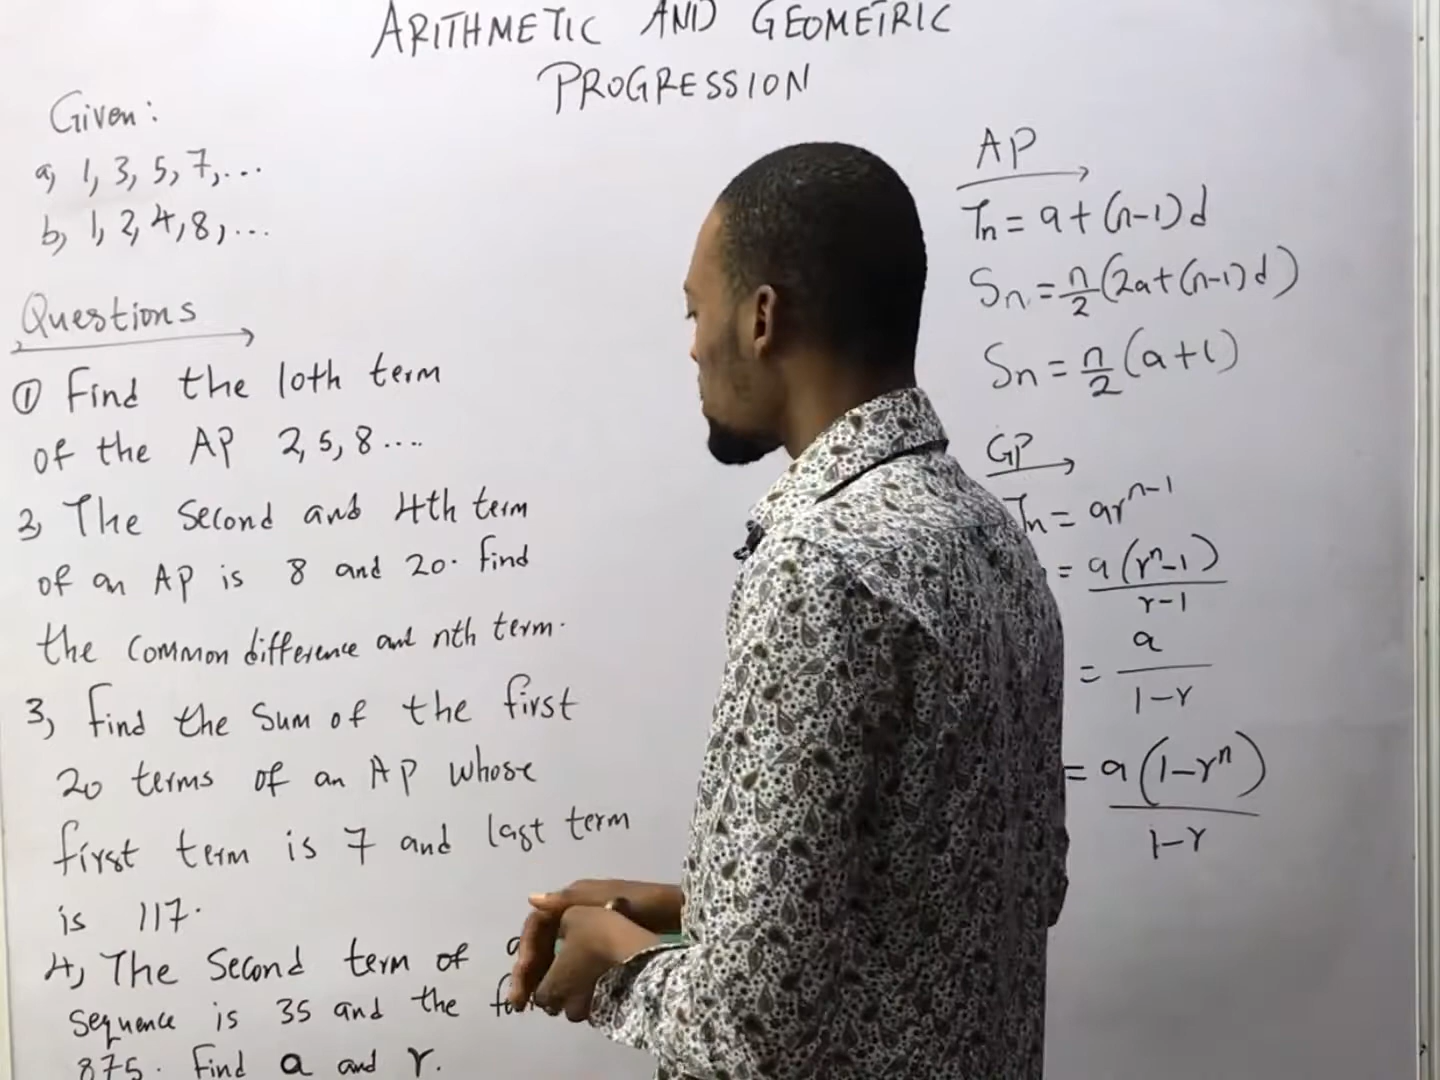 ARITHMETIC AND GEOMETRIC
PROGRESSION
Given:
a, 1, 3, 5, 7, ...
b, 1, 2, 4, 8, ...
Questions
① Find the 10th term
of the AP 2, 5, 8 ....
2, The Second and 4th term
of an AP is 8 and 20. Find
the common difference and nth term.
3, Find the Sum of the first
20 terms of an AP whose
first term is 7 and last term
is 117.
4, The Second term of
sequence is 35 and the
875. Find a and r.
AP
Tn = a + (n-1)d
Sn = n/2 (2a + (n-1)d)
Sn = n/2 (a + l)
GP
Tn = ar^n-1
= a(r^n - 1) / r-1
= a / 1-r
= a(1-r^n) / 1-r